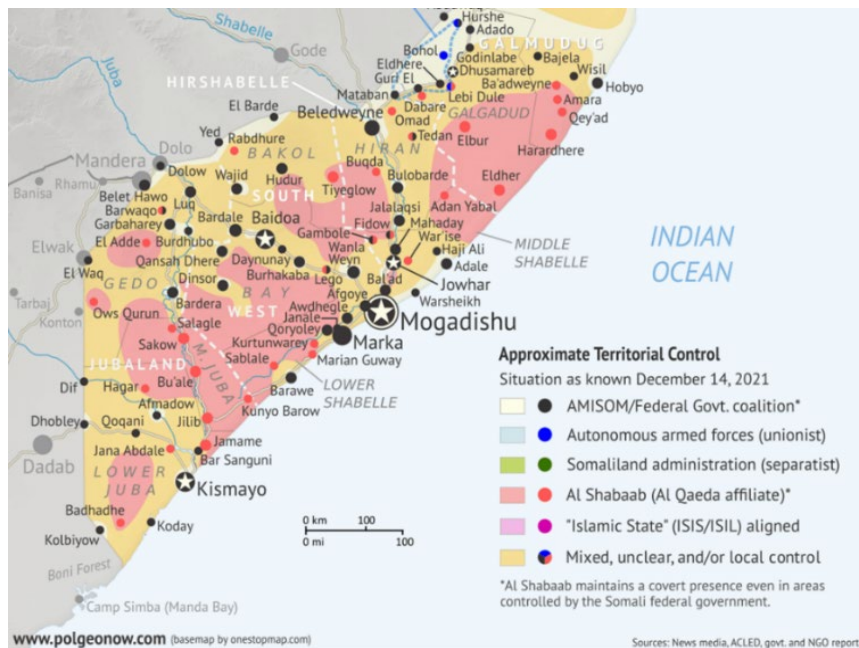 Hurshe
Adado
Shabelle
Gode
Bohol
GALMUDUG
Godinlabe
Bajela
Eldhere
Dhusamareb
Wisil
Juba
HIRSHABELLE
Guri El
Ba'adweyne
Hobyo
Mataban
Lebi Dule
Amara
El Barde
Dabare
Beledweyne
Omad
GALGADUD
Qey'ad
Yed
Rabdhure
Tedan
Elbur
Harardhere
Dolo
BAKOL
HIRAN
Mandera
Buqda
Rhamu
Dolow
Wajid
Hudur
Bulobarde
Eldher
Banisa
Belet Hawo
Luq
SOUTH
Tiyeglow
Barwaqo
Bardale
Baidoa
Jalalaqsi
Adan Yabal
Garbaharey
Fidow
Mahaday
Gambole
War'ise
INDIAN
OCEAN
Elwak
El Adde
Burdhubo
Wanla
Weyn
Haji Ali
MIDDLE
SHABELLE
Qansah Dhere
Daynunay
El Waq
GEDO
Burhakaba
Lego
Bal'ad
Adale
Dinsor
BAY
Jowhar
Tarbaj
Bardera
Afgoye
Warsheikh
Ows Qurun
WEST
Awdhegle
Konton
Salagle
Janale
Mogadishu
Qoryoley
Sakow
Kurtunwarey
Marka
JUBALAND
M. JUBA
Sablale
Marian Guway
Dif
Hagar
Bu'ale
Barawe
LOWER
SHABELLE
Afmadow
Dhobley
Qoqani
Jilib
Kunyo Barow
Dadab
Jana Abdale
Jamame
Bar Sanguni
LOWER
JUBA
Kismayo
Badhadhe
Kolbiyow
Koday
Boni Forest
Camp Simba (Manda Bay)
0 km 100
0 mi 100
Approximate Territorial Control
Situation as known December 14, 2021
AMISOM/Federal Govt. coalition*
Autonomous armed forces (unionist)
Somaliland administration (separatist)
Al Shabaab (Al Qaeda affiliate)*
"Islamic State" (ISIS/ISIL) aligned
Mixed, unclear, and/or local control
*Al Shabaab maintains a covert presence even in areas
controlled by the Somali federal government.
www.polgeonow.com (basemap by onestopmap.com)
Sources: News media, ACLED, govt. and NGO report